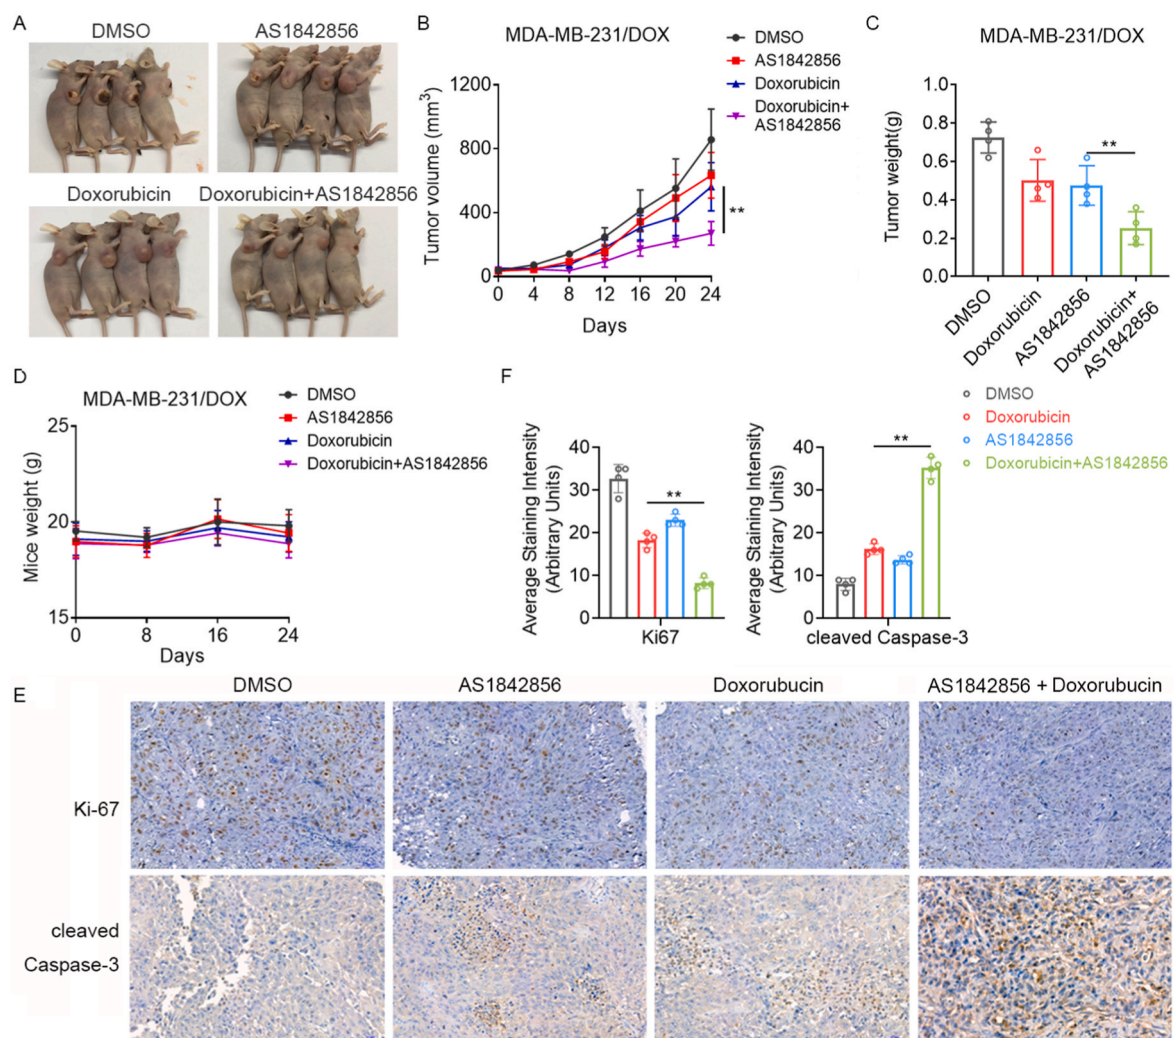 A
DMSO
AS1842856
Doxorubicin
Doxorubicin+AS1842856
B
MDA-MB-231/DOX
DMSO
AS1842856
Doxorubicin
Doxorubicin+
AS1842856
Tumor volume (mm³)
1200
800
400
0
0 4 8 12 16 20 24
Days
**
C
MDA-MB-231/DOX
Tumor weight(g)
1.0
0.8
0.6
0.4
0.2
0.0
**
DMSO
Doxorubicin
AS1842856
Doxorubicin+
AS1842856
D
MDA-MB-231/DOX
DMSO
AS1842856
Doxorubicin
Doxorubicin+AS1842856
Mice weight (g)
25
20
15
0 8 16 24
Days
F
DMSO
Doxorubicin
AS1842856
Doxorubicin+AS1842856
Average Staining Intensity
(Arbitrary Units)
40
30
20
10
0
**
Ki67
Average Staining Intensity
(Arbitrary Units)
40
30
20
10
0
**
cleaved Caspase-3
E
DMSO
AS1842856
Doxorubucin
AS1842856 + Doxorubucin
Ki-67
cleaved
Caspase-3